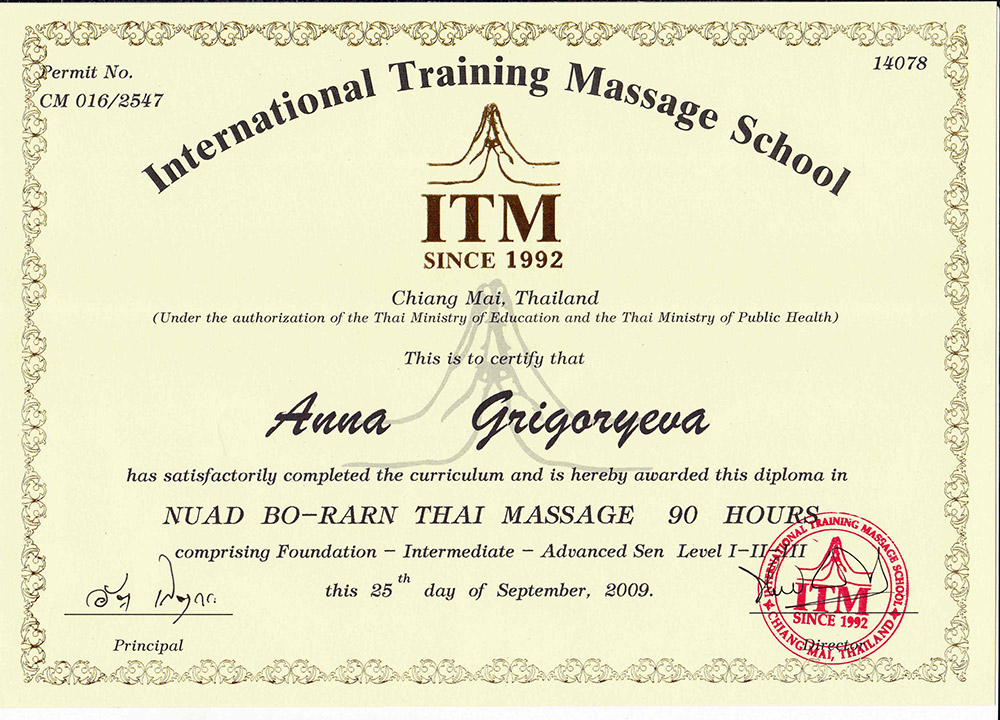 Permit No.
CM 016/2547
14078
International Training Massage School
ITM
SINCE 1992
Chiang Mai, Thailand
(Under the authorization of the Thai Ministry of Education and the Thai Ministry of Public Health)
This is to certify that
Anna Grigoryeva
has satisfactorily completed the curriculum and is hereby awarded this diploma in
NUAD BO-RARN THAI MASSAGE 90 HOURS
comprising Foundation - Intermediate - Advanced Sen Level I-II-III
this 25th day of September, 2009.
Principal
Director
INTERNATIONAL TRAINING MASSAGE SCHOOL
ITM
SINCE 1992
CHIANG MAI, THAILAND